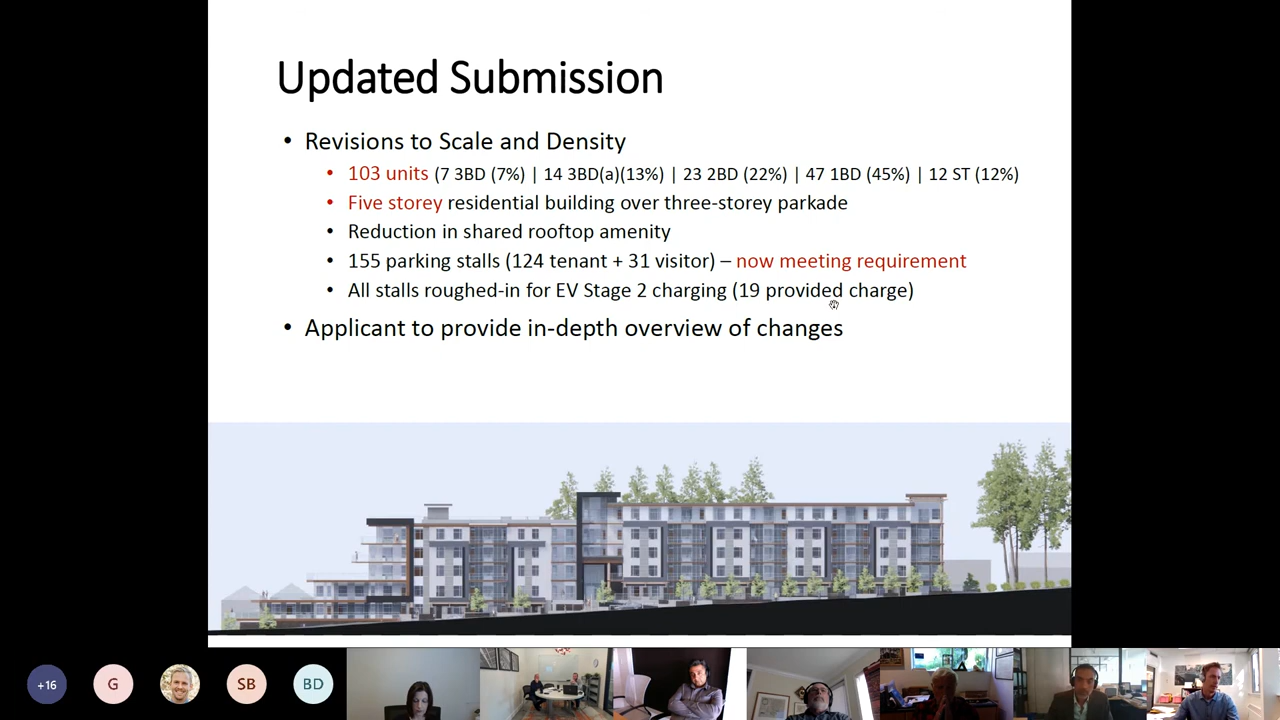 Updated Submission
• Revisions to Scale and Density
• 103 units (7 3BD (7%) | 14 3BD(a)(13%) | 23 2BD (22%) | 47 1BD (45%) | 12 ST (12%)
• Five storey residential building over three-storey parkade
• Reduction in shared rooftop amenity
• 155 parking stalls (124 tenant + 31 visitor) – now meeting requirement
• All stalls roughed-in for EV Stage 2 charging (19 provided charge)
• Applicant to provide in-depth overview of changes
+16
G
SB
BD